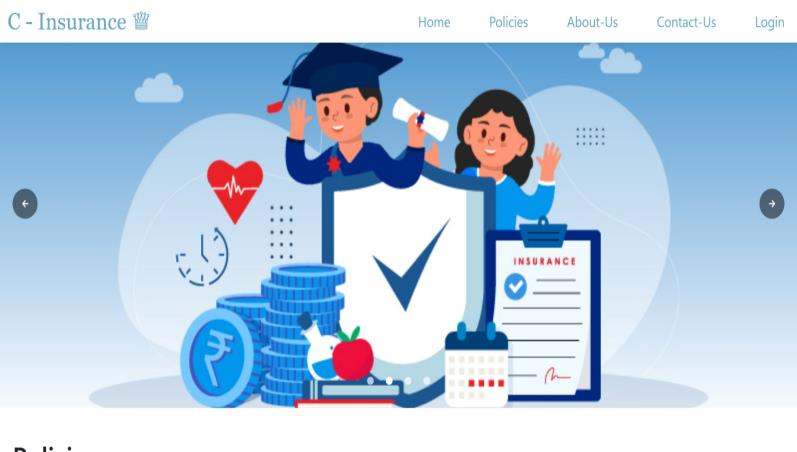 C - Insurance ♕
Home Policies About-Us Contact-Us Login
INSURANCE
₹